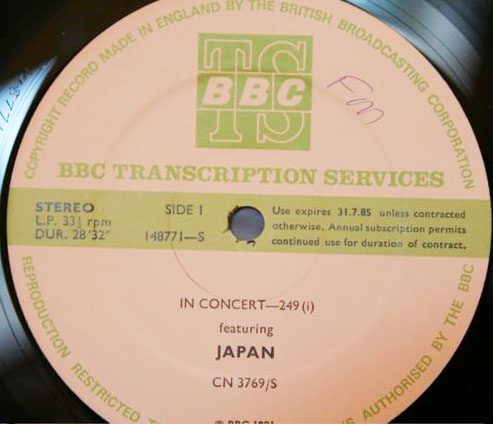 COPYRIGHT RECORD MADE IN ENGLAND BY THE BRITISH BROADCASTING CORPORATION
TS
BBC
Fm
BBC TRANSCRIPTION SERVICES
STEREO
L.P. 33⅓ rpm
DUR. 28'32"
SIDE 1
148771—S
Use expires 31.7.85 unless contracted
otherwise. Annual subscription permits
continued use for duration of contract.
IN CONCERT—249 (i)
featuring
JAPAN
CN 3769/S
REPRODUCTION RESTRICTED
AUTHORISED BY THE BBC